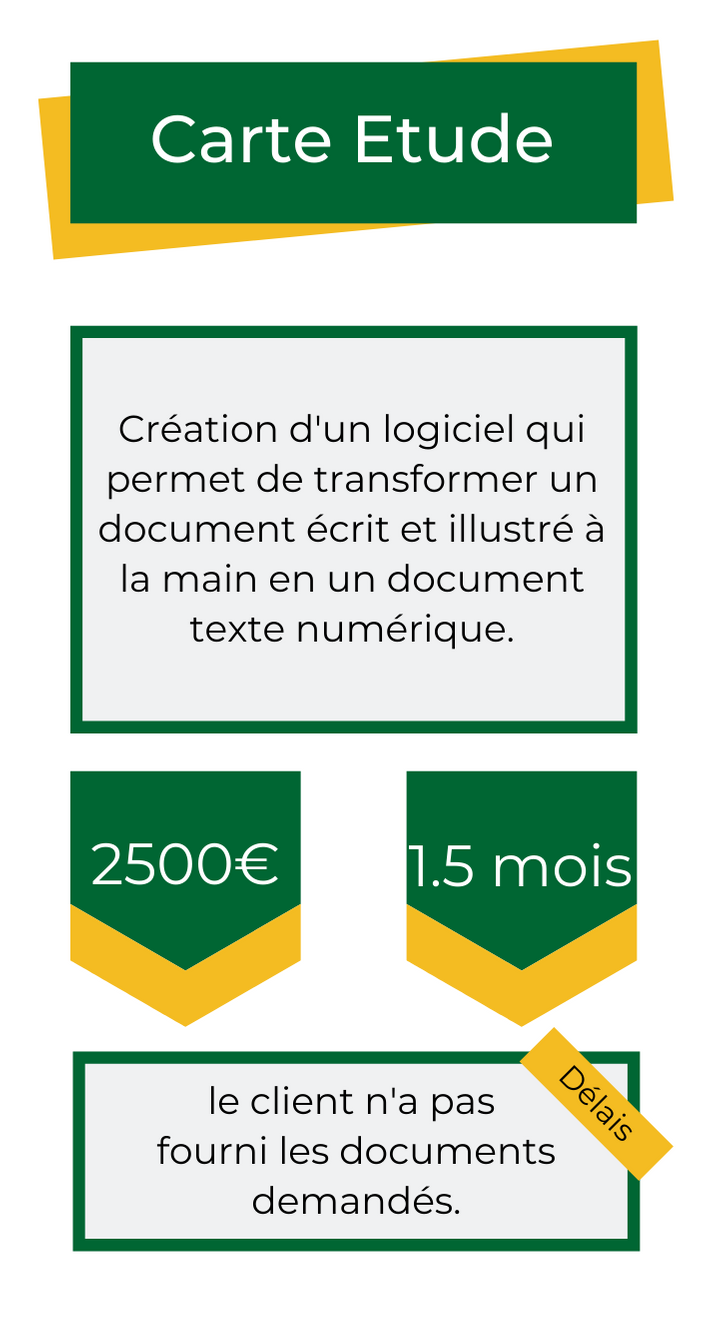 Carte Etude
Création d'un logiciel qui
permet de transformer un
document écrit et illustré à
la main en un document
texte numérique.
2500€
1.5 mois
Délais
le client n'a pas
fourni les documents
demandés.